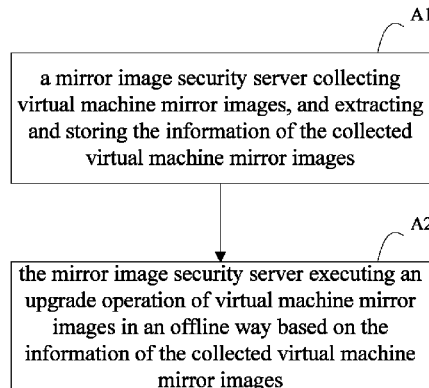 A1
a mirror image security server collecting
virtual machine mirror images, and extracting
and storing the information of the collected
virtual machine mirror images
A2
the mirror image security server executing an
upgrade operation of virtual machine mirror
images in an offline way based on the
information of the collected virtual machine
mirror images